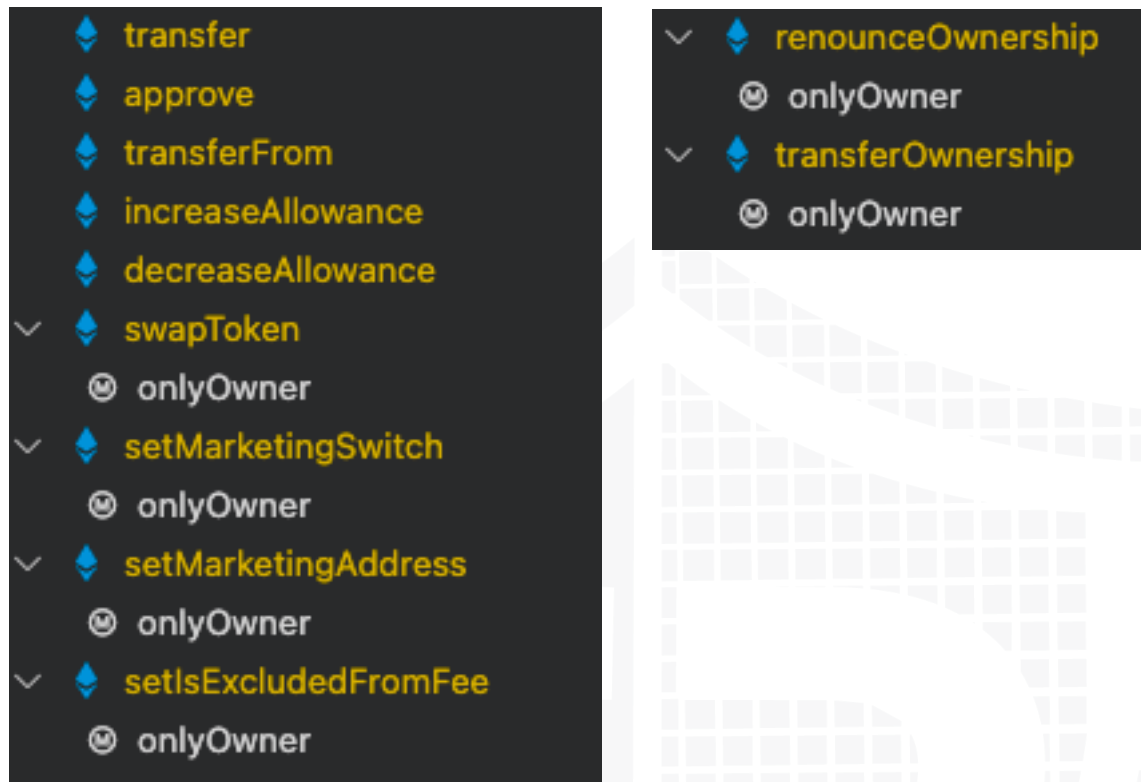 transfer
approve
transferFrom
increaseAllowance
decreaseAllowance
swapToken
onlyOwner
setMarketingSwitch
onlyOwner
setMarketingAddress
onlyOwner
setIsExcludedFromFee
onlyOwner
renounceOwnership
onlyOwner
transferOwnership
onlyOwner